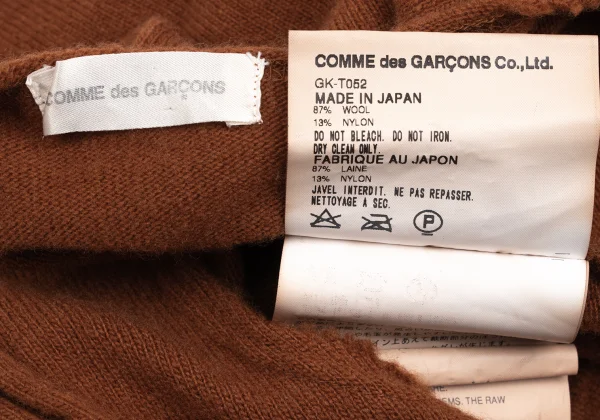 COMME des GARÇONS
COMME des GARÇONS Co.,Ltd.
GK-T052
MADE IN JAPAN
87% WOOL
13% NYLON
DO NOT BLEACH. DO NOT IRON.
DRY CLEAN ONLY.
FABRIQUE AU JAPON
87% LAINE
13% NYLON
JAVEL INTERDIT. NE PAS REPASSER.
NETTOYAGE A SEC.
P
THE RAW